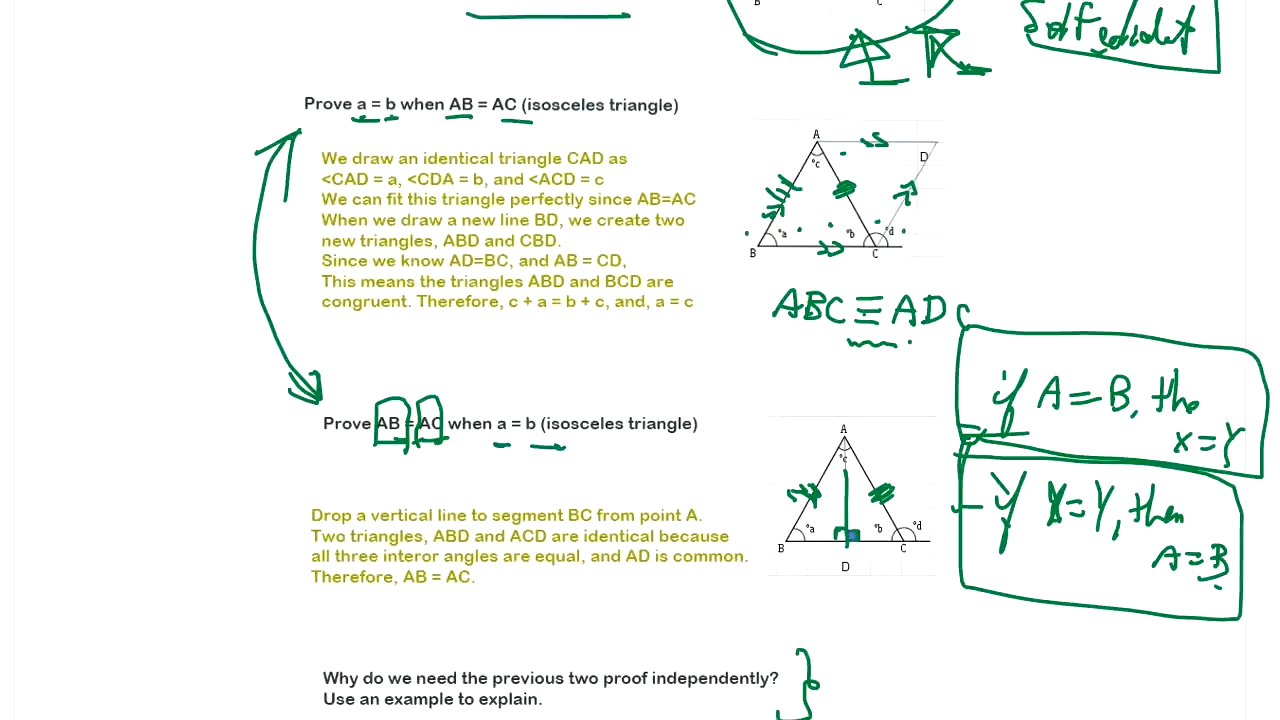 B C
Self evident
Prove a = b when AB = AC (isosceles triangle)
We draw an identical triangle CAD as
<CAD = a, <CDA = b, and <ACD = c
We can fit this triangle perfectly since AB=AC
When we draw a new line BD, we create two
new triangles, ABD and CBD.
Since we know AD=BC, and AB = CD,
This means the triangles ABD and BCD are
congruent. Therefore, c + a = b + c, and, a = c
A
D
°c
°a °b °d
B C
ABC ≡ ADC
if A = B, the
x = Y
Prove AB = AC when a = b (isosceles triangle)
A
°c
°a °b °d
B C
D
if X = Y, then
A = B
Drop a vertical line to segment BC from point A.
Two triangles, ABD and ACD are identical because
all three interor angles are equal, and AD is common.
Therefore, AB = AC.
Why do we need the previous two proof independently?
Use an example to explain.